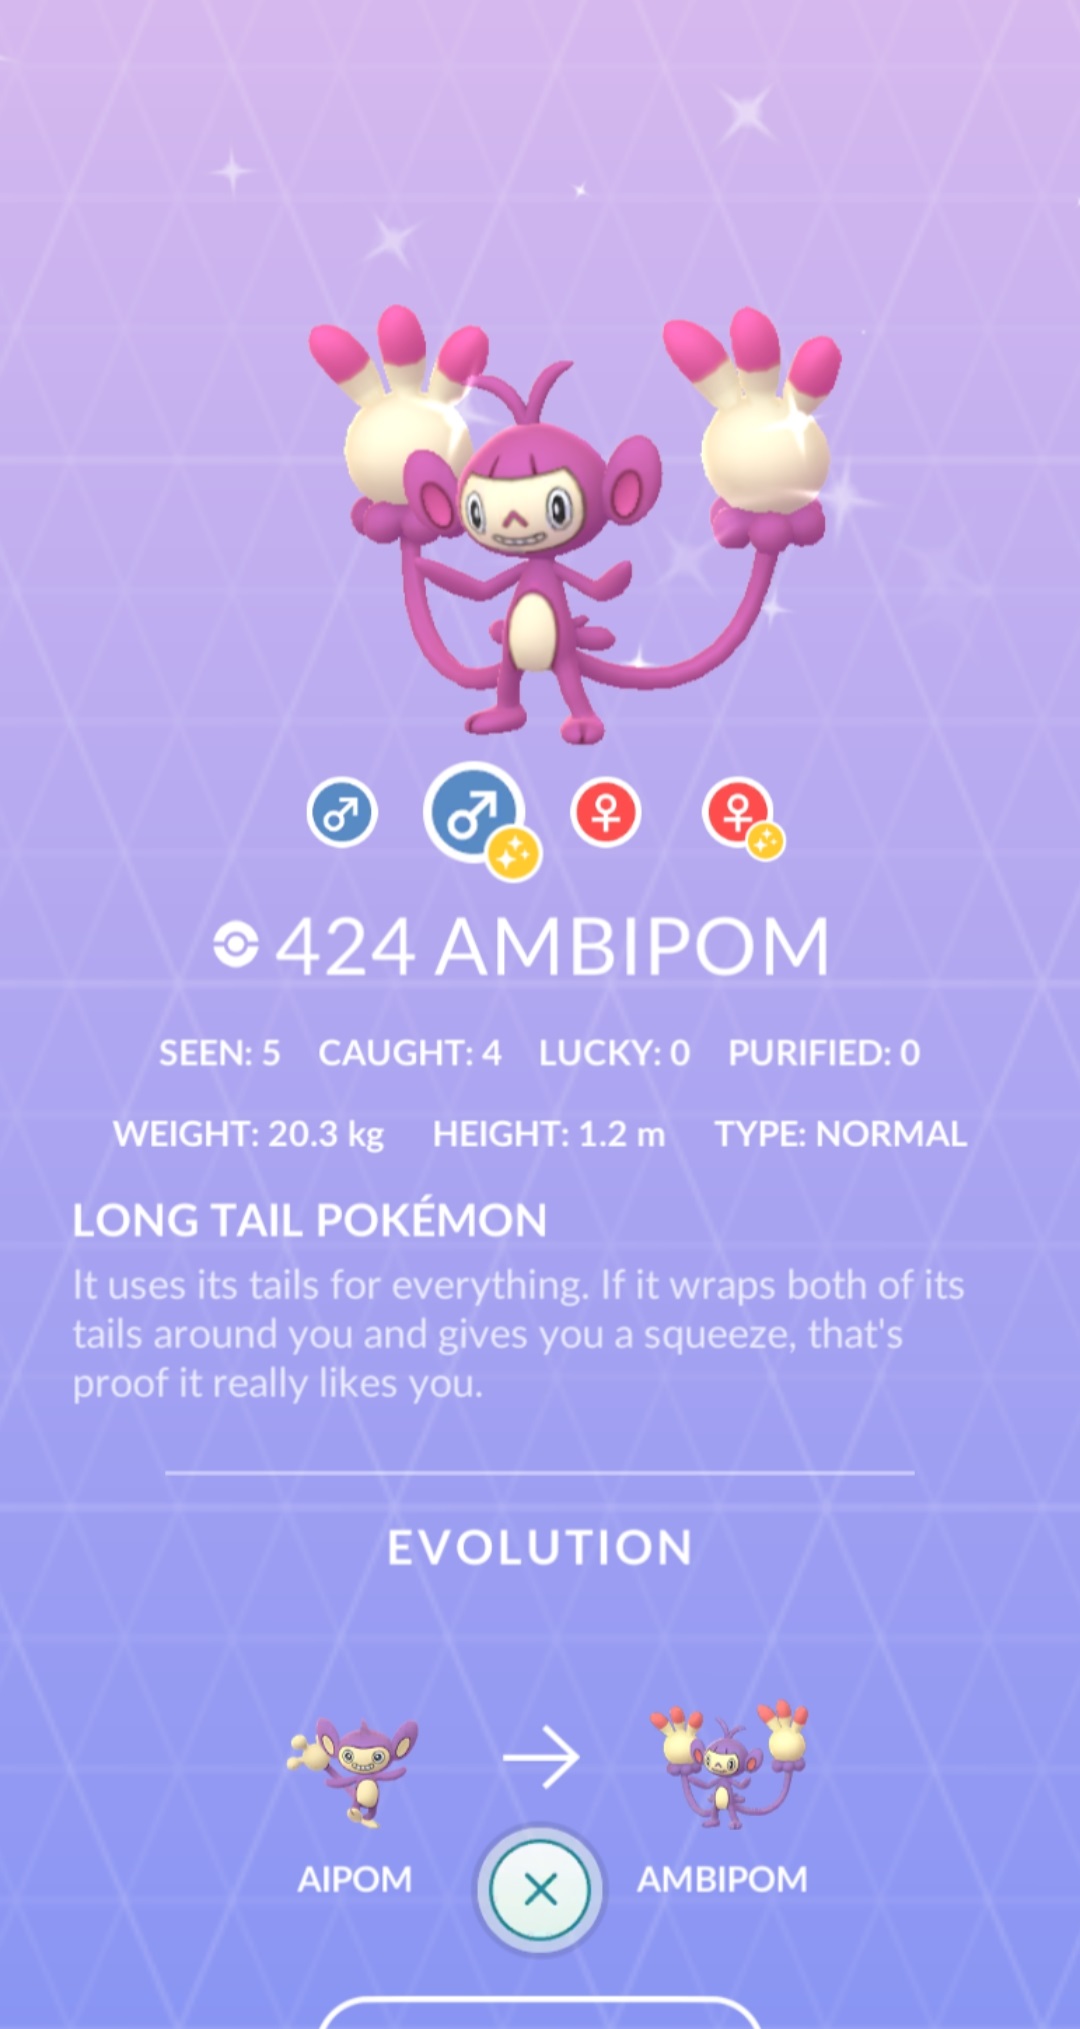 424 AMBIPOM
SEEN: 5 CAUGHT: 4 LUCKY: 0 PURIFIED: 0
WEIGHT: 20.3 kg HEIGHT: 1.2 m TYPE: NORMAL
LONG TAIL POKÉMON
It uses its tails for everything. If it wraps both of its
tails around you and gives you a squeeze, that's
proof it really likes you.
EVOLUTION
AIPOM AMBIPOM